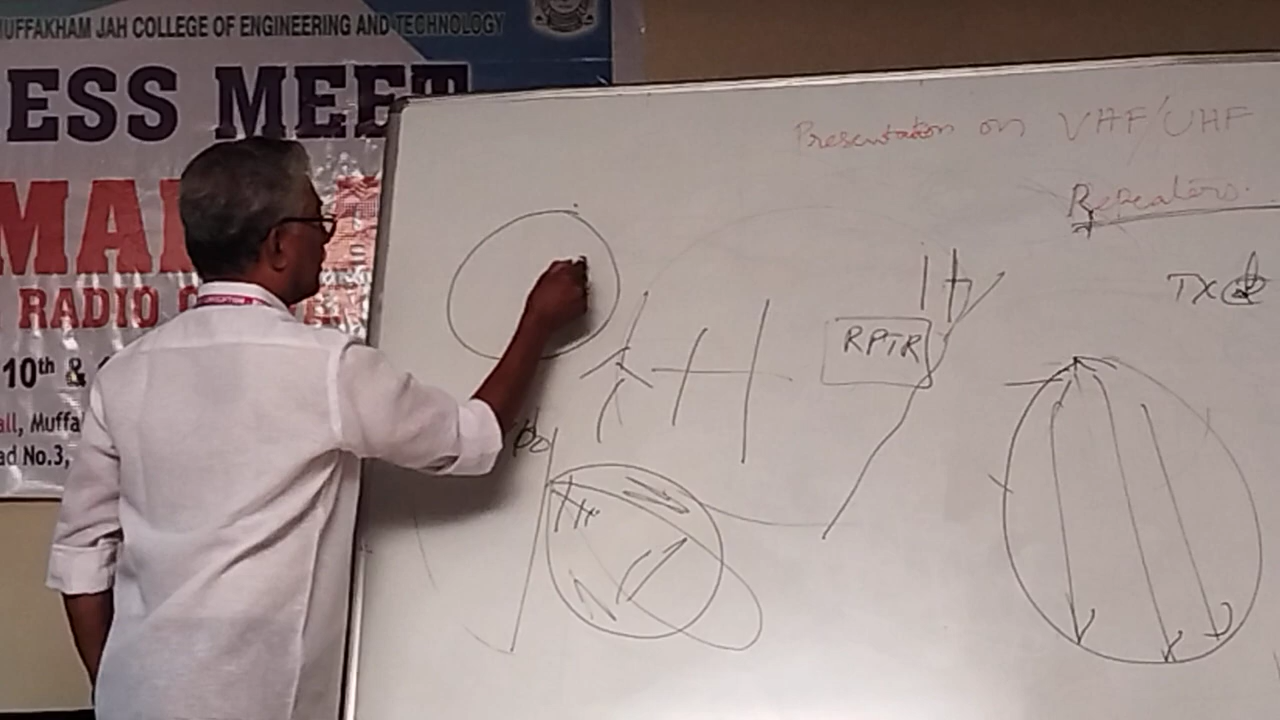 MUFFAKHAM JAH COLLEGE OF ENGINEERING AND TECHNOLOGY
ESS MEET
MA
RADIO
10th &
all, Muffa
ad No.3,
Presentation on VHF/UHF
Repeaters.
RPTR
TX